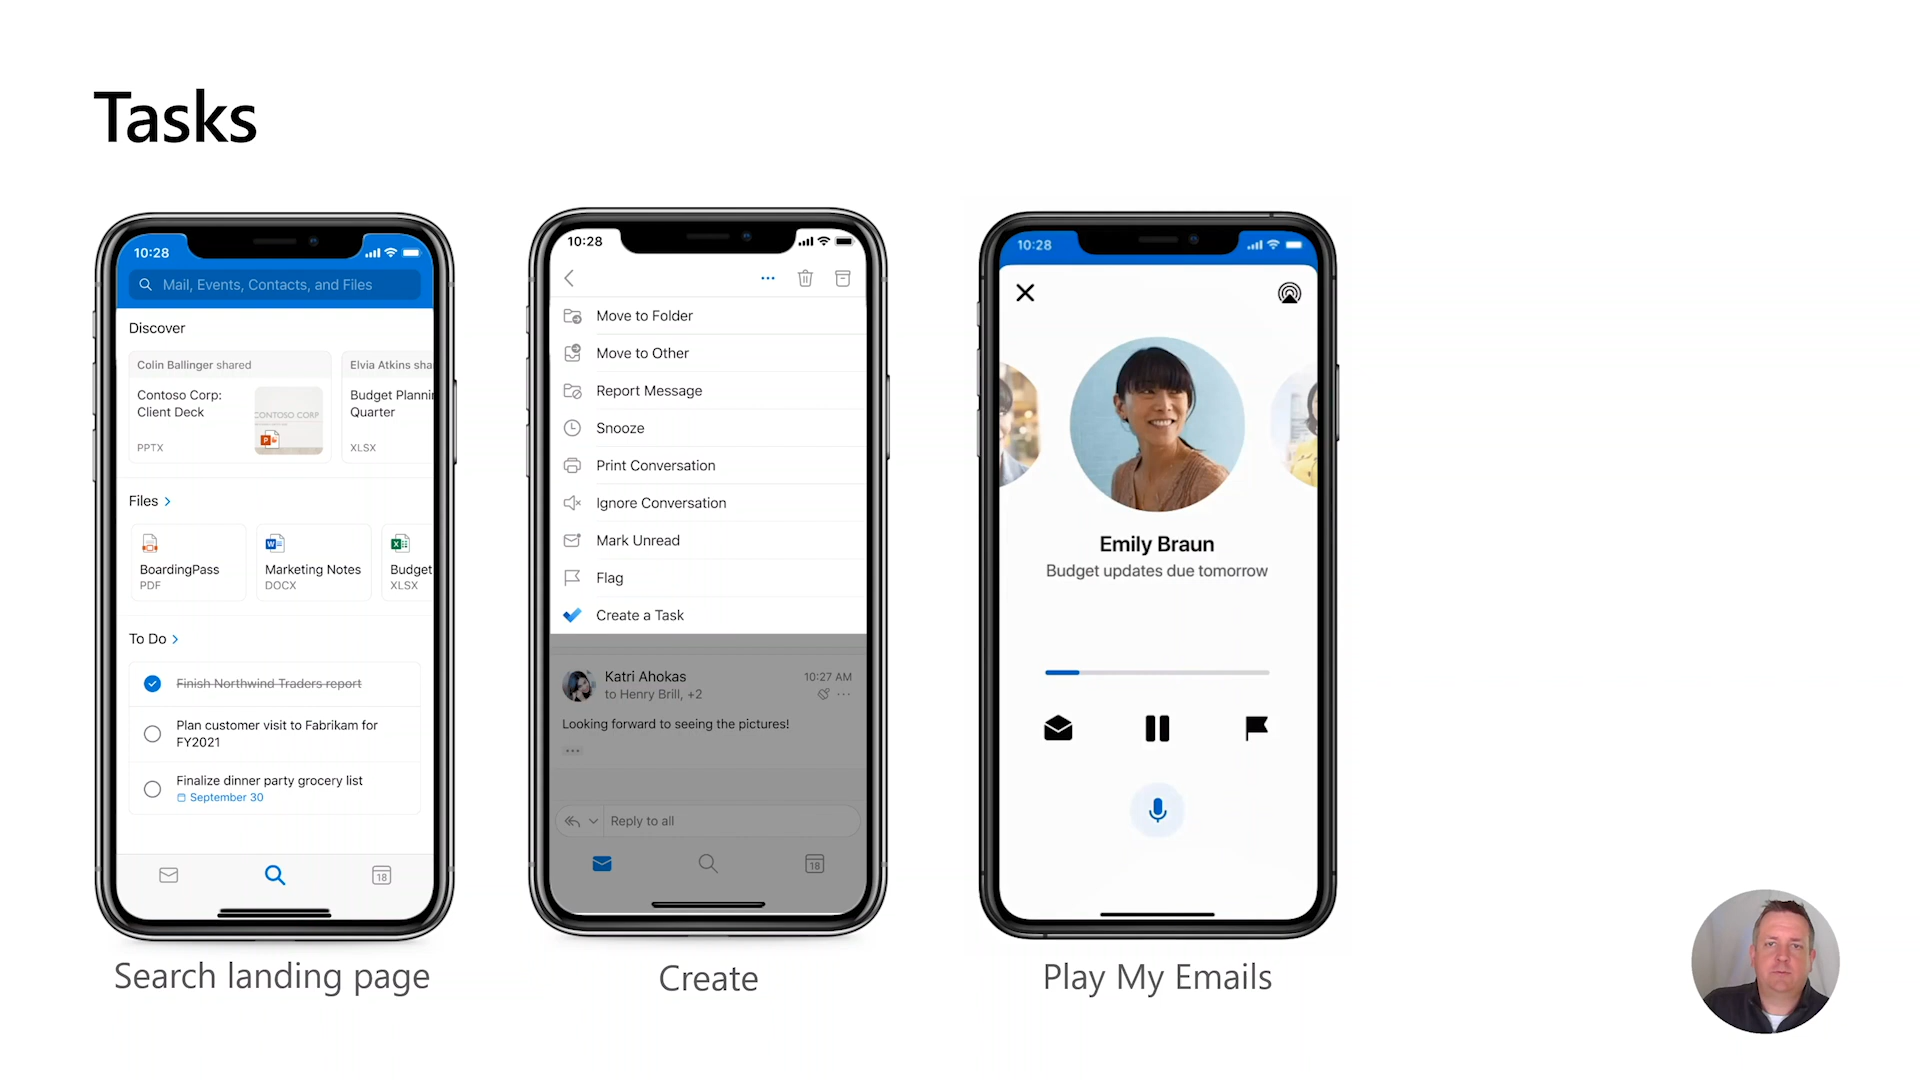 Tasks
10:28
Mail, Events, Contacts, and Files
Discover
Colin Ballinger shared
Contoso Corp:
Client Deck
CONTOSO CORP
PPTX
Elvia Atkins sha
Budget Plannin
Quarter
XLSX
Files
BoardingPass
PDF
Marketing Notes
DOCX
Budget
XLSX
To Do
Finish Northwind Traders report
Plan customer visit to Fabrikam for
FY2021
Finalize dinner party grocery list
September 30
18
Search landing page
10:28
Move to Folder
Move to Other
Report Message
Snooze
Print Conversation
Ignore Conversation
Mark Unread
Flag
Create a Task
Katri Ahokas
10:27 AM
to Henry Brill, +2
Looking forward to seeing the pictures!
Reply to all
18
Create
10:28
Emily Braun
Budget updates due tomorrow
Play My Emails